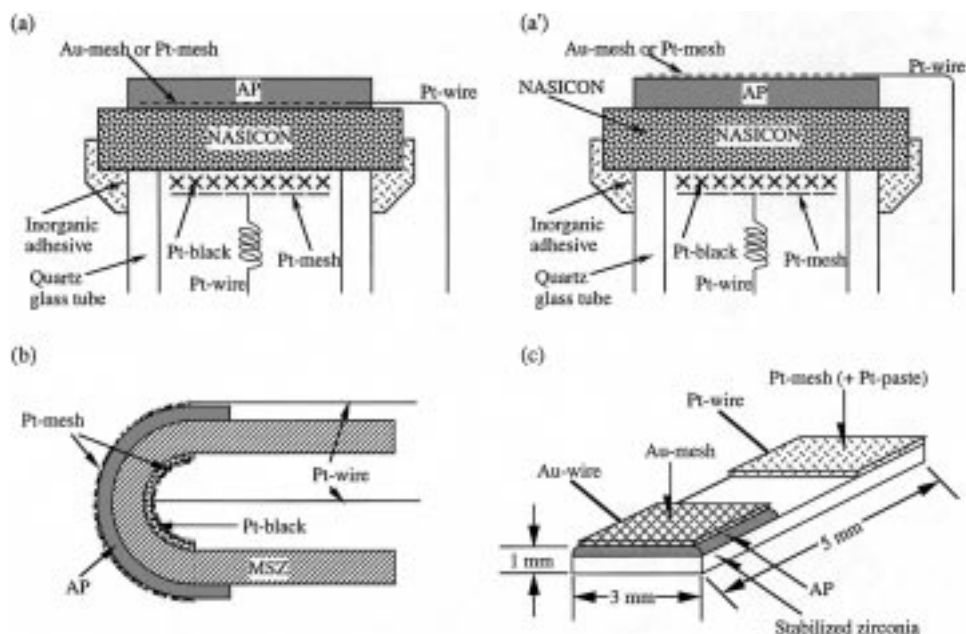 (a)
Au-mesh or Pt-mesh
AP
Pt-wire
NASICON
Inorganic
adhesive
Pt-black
Pt-mesh
Quartz
glass tube
Pt-wire
(a')
Au-mesh or Pt-mesh
Pt-wire
NASICON
AP
NASICON
Inorganic
adhesive
Pt-black
Pt-mesh
Quartz
glass tube
Pt-wire
(b)
Pt-mesh
Pt-wire
Pt-black
AP
MSZ
(c)
Pt-mesh (+ Pt-paste)
Pt-wire
Au-mesh
Au-wire
1 mm
5 mm
3 mm
AP
Stabilized zirconia